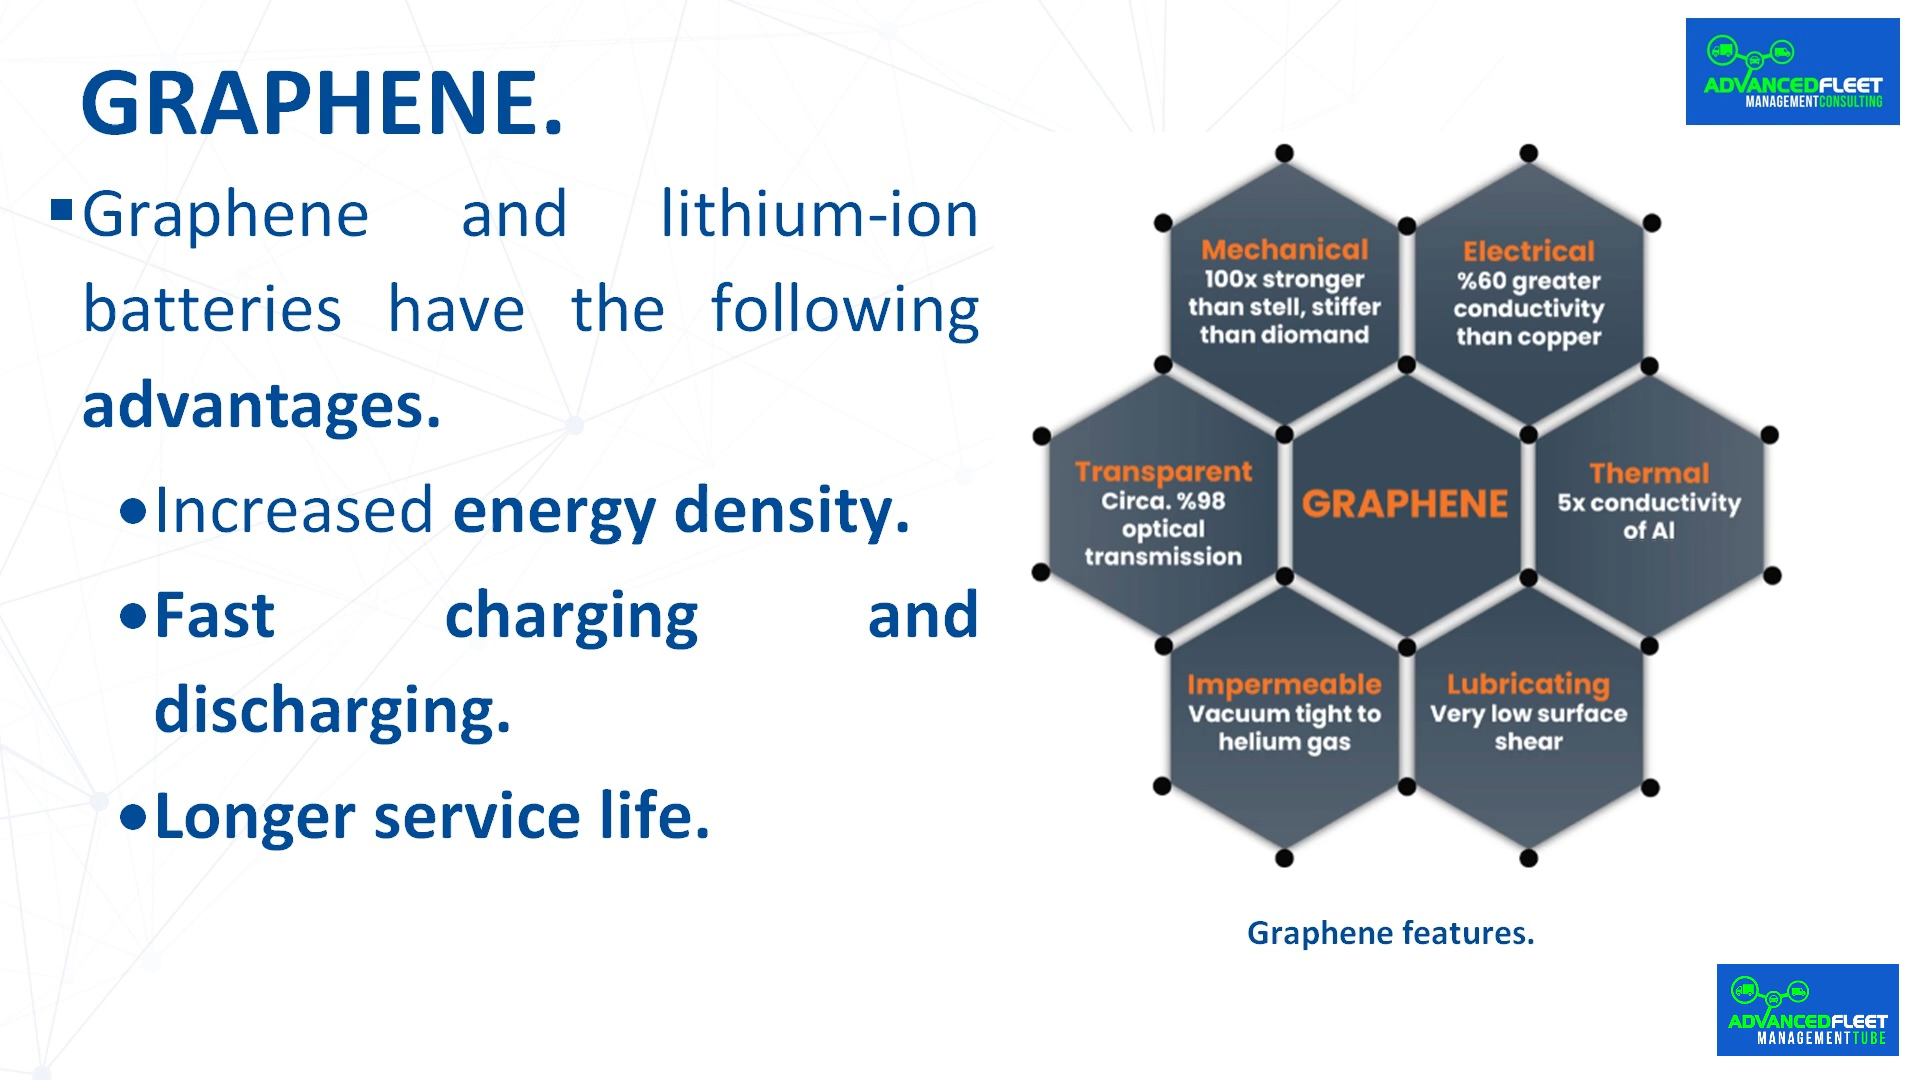 GRAPHENE.
▪Graphene and lithium-ion
batteries have the following
advantages.
•Increased energy density.
•Fast charging and
discharging.
•Longer service life.
ADVANCEDFLEET
MANAGEMENTCONSULTING
Mechanical
100x stronger
than stell, stiffer
than diomand
Electrical
%60 greater
conductivity
than copper
Transparent
Circa. %98
optical
transmission
GRAPHENE
Thermal
5x conductivity
of Al
Impermeable
Vacuum tight to
helium gas
Lubricating
Very low surface
shear
Graphene features.
ADVANCEDFLEET
MANAGEMENTTUBE